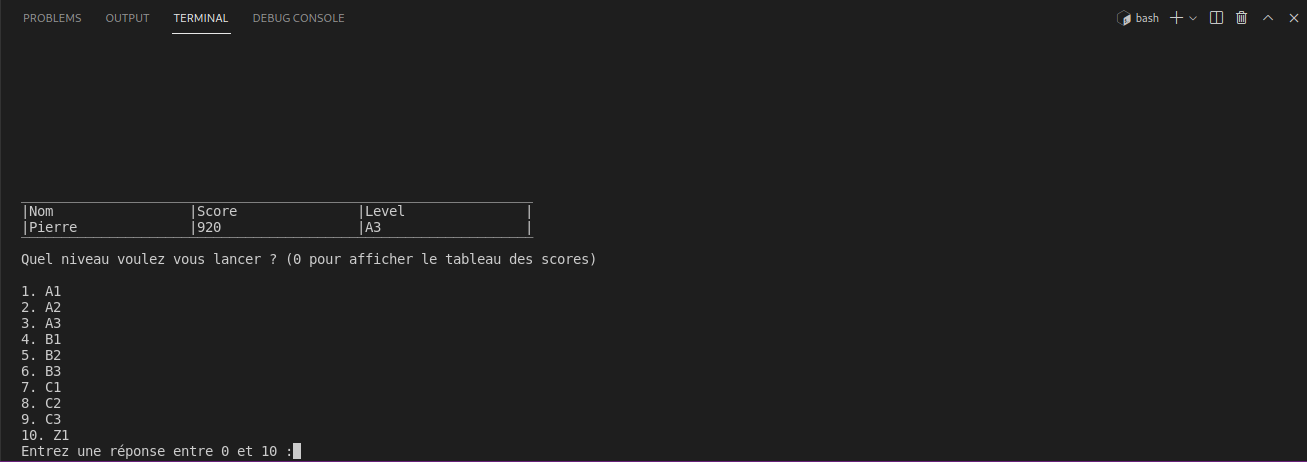 PROBLEMS OUTPUT TERMINAL DEBUG CONSOLE bash
|Nom |Score |Level |
|Pierre |920 |A3 |
Quel niveau voulez vous lancer ? (0 pour afficher le tableau des scores)
1. A1
2. A2
3. A3
4. B1
5. B2
6. B3
7. C1
8. C2
9. C3
10. Z1
Entrez une réponse entre 0 et 10 :